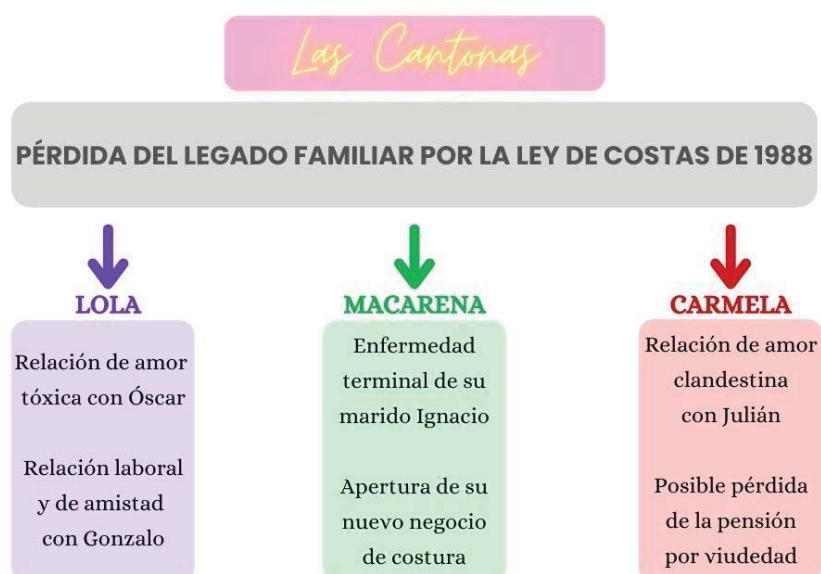 Las Cantonas
PÉRDIDA DEL LEGADO FAMILIAR POR LA LEY DE COSTAS DE 1988
LOLA
Relación de amor
tóxica con Óscar
Relación laboral
y de amistad
con Gonzalo
MACARENA
Enfermedad
terminal de su
marido Ignacio
Apertura de su
nuevo negocio
de costura
CARMELA
Relación de amor
clandestina
con Julián
Posible pérdida
de la pensión
por viudedad